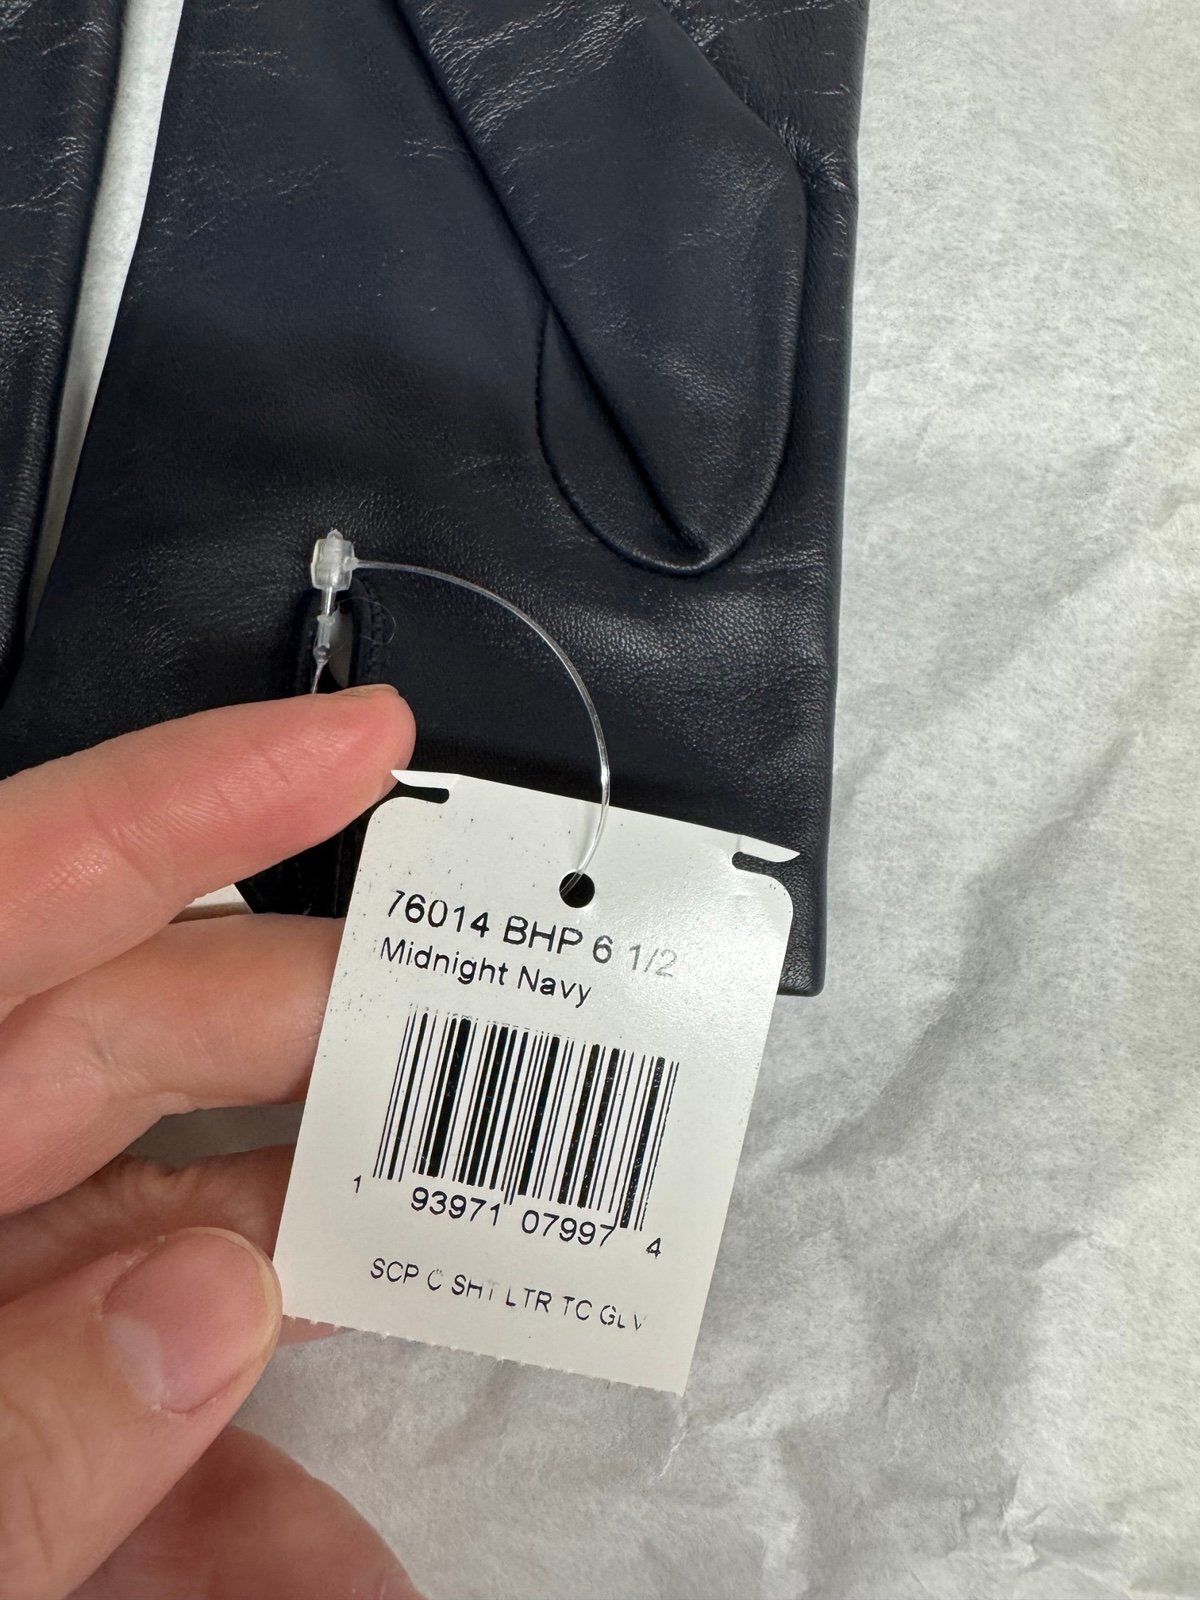 76014 BHP 6 1/2
Midnight Navy
1 93971 07997 4
SCP C SHT LTR TC GLV